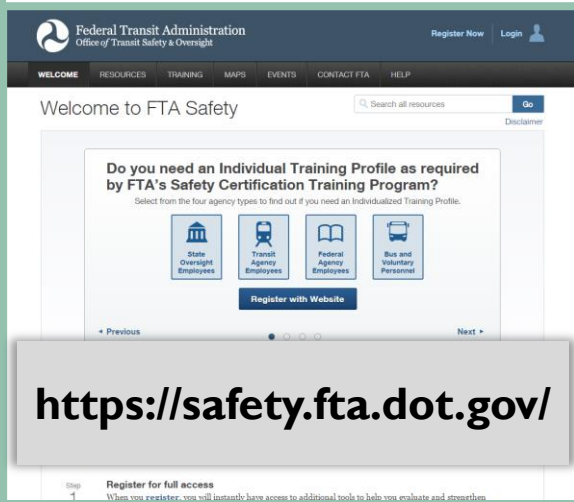 Federal Transit Administration
Office of Transit Safety & Oversight
Register Now
Login
WELCOME
RESOURCES
TRAINING
MAPS
EVENTS
CONTACT FTA
HELP
Welcome to FTA Safety
Search all resources
Go
Disclaimer
Do you need an Individual Training Profile as required
by FTA's Safety Certification Training Program?
Select from the four agency types to find out if you need an Individualized Training Profile.
State
Oversight
Employees
Transit
Agency
Employees
Federal
Agency
Employees
Bus and
Voluntary
Personnel
Register with Website
Previous
Next
https://safety.fta.dot.gov/
Step
1
Register for full access
When you register, you will instantly have access to additional tools to help you evaluate and strengthen